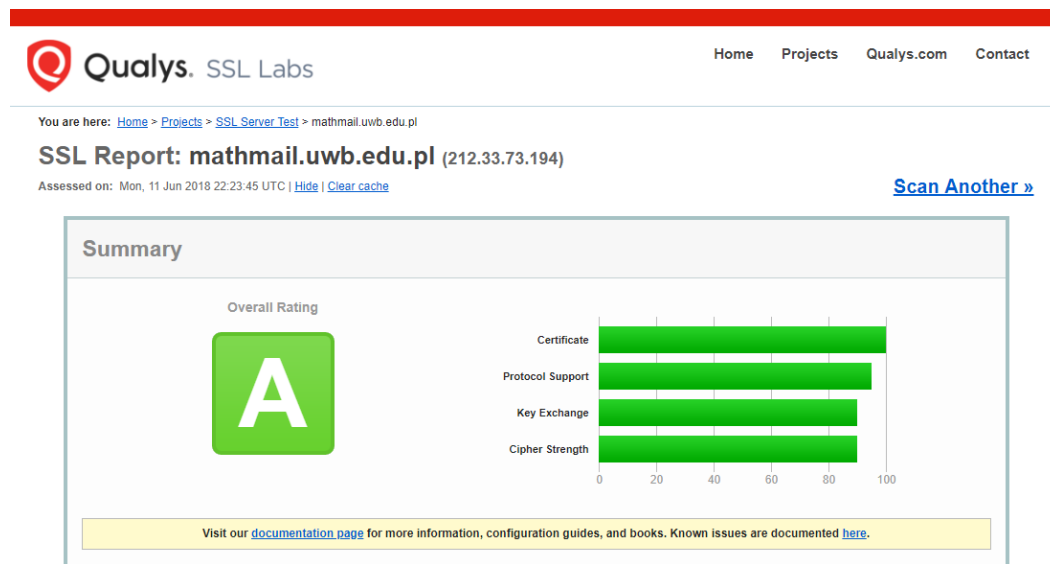 Qualys. SSL Labs
Home Projects Qualys.com Contact
You are here: Home > Projects > SSL Server Test > mathmail.uwb.edu.pl
SSL Report: mathmail.uwb.edu.pl (212.33.73.194)
Assessed on: Mon, 11 Jun 2018 22:23:45 UTC | Hide | Clear cache
Scan Another »
Summary
Overall Rating
A
Certificate
Protocol Support
Key Exchange
Cipher Strength
0 20 40 60 80 100
Visit our documentation page for more information, configuration guides, and books. Known issues are documented here.